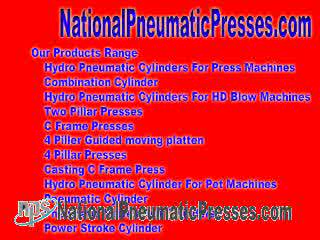 NationalPneumaticPresses.com
Our Products Range
Hydro Pneumatic Cylinders For Press Machines
Combination Cylinder
Hydro Pneumatic Cylinders For HD Blow Machines
Two Pillar Presses
C Frame Presses
4 Piller Guided moving platten
4 Pillar Presses
Casting C Frame Press
Hydro Pneumatic Cylinder For Pet Machines
Pneumatic Cylinder
NationalPneumaticPresses.com
Power Stroke Cylinder